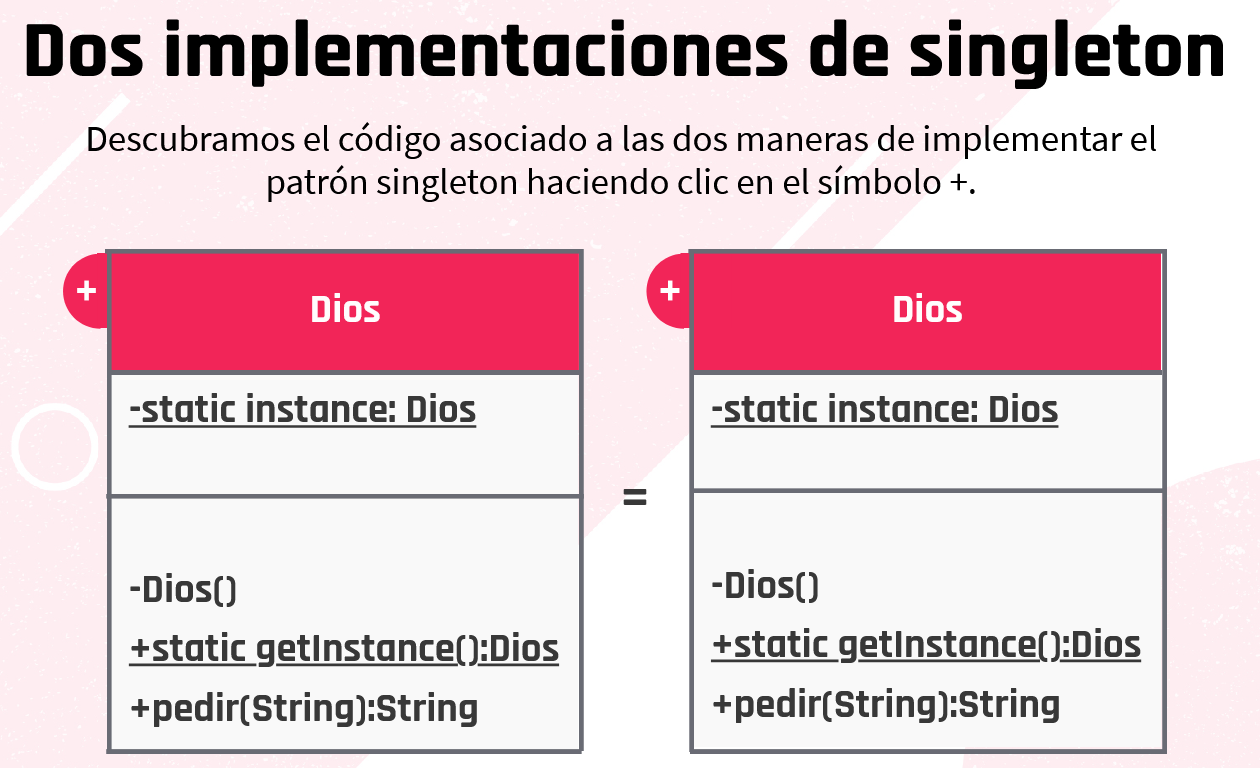 Dos implementaciones de singleton
Descubramos el código asociado a las dos maneras de implementar el
patrón singleton haciendo clic en el símbolo +.
+
Dios
-static instance: Dios
-Dios()
+static getInstance():Dios
+pedir(String):String
=
+
Dios
-static instance: Dios
-Dios()
+static getInstance():Dios
+pedir(String):String